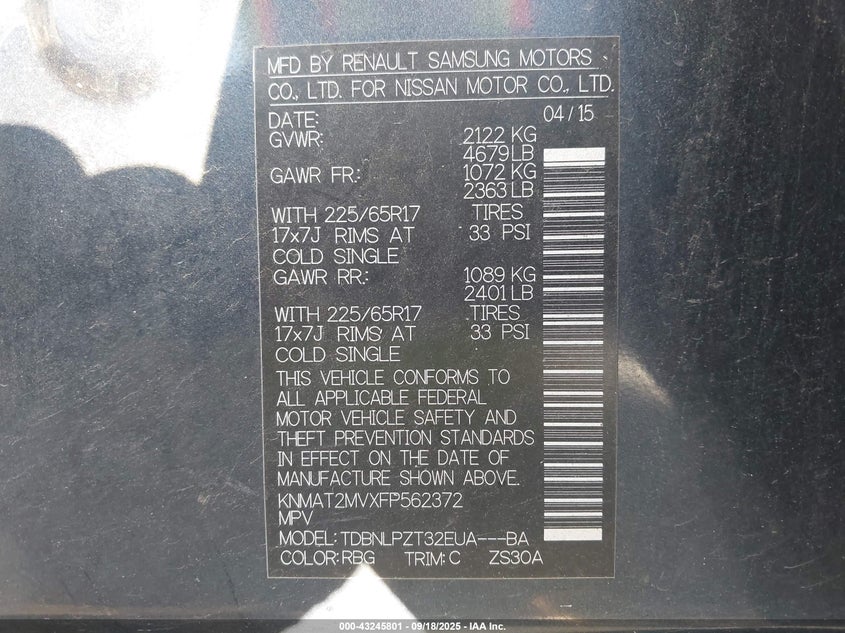 MFD BY RENAULT SAMSUNG MOTORS
CO., LTD. FOR NISSAN MOTOR CO., LTD.
DATE: 04/15
GVWR: 2122 KG
4679 LB
GAWR FR.: 1072 KG
2363 LB
WITH 225/65R17 TIRES
17x7J RIMS AT 33 PSI
COLD SINGLE
GAWR RR.: 1089 KG
2401 LB
WITH 225/65R17 TIRES
17x7J RIMS AT 33 PSI
COLD SINGLE
THIS VEHICLE CONFORMS TO
ALL APPLICABLE FEDERAL
MOTOR VEHICLE SAFETY AND
THEFT PREVENTION STANDARDS
IN EFFECT ON THE DATE OF
MANUFACTURE SHOWN ABOVE.
KNMAT2MVXFP562372
MPV
MODEL: TDBNLPZT32EUA---BA
COLOR: RBG TRIM: C ZS30A
000-43245801 - 09/18/2025 - IAA Inc.